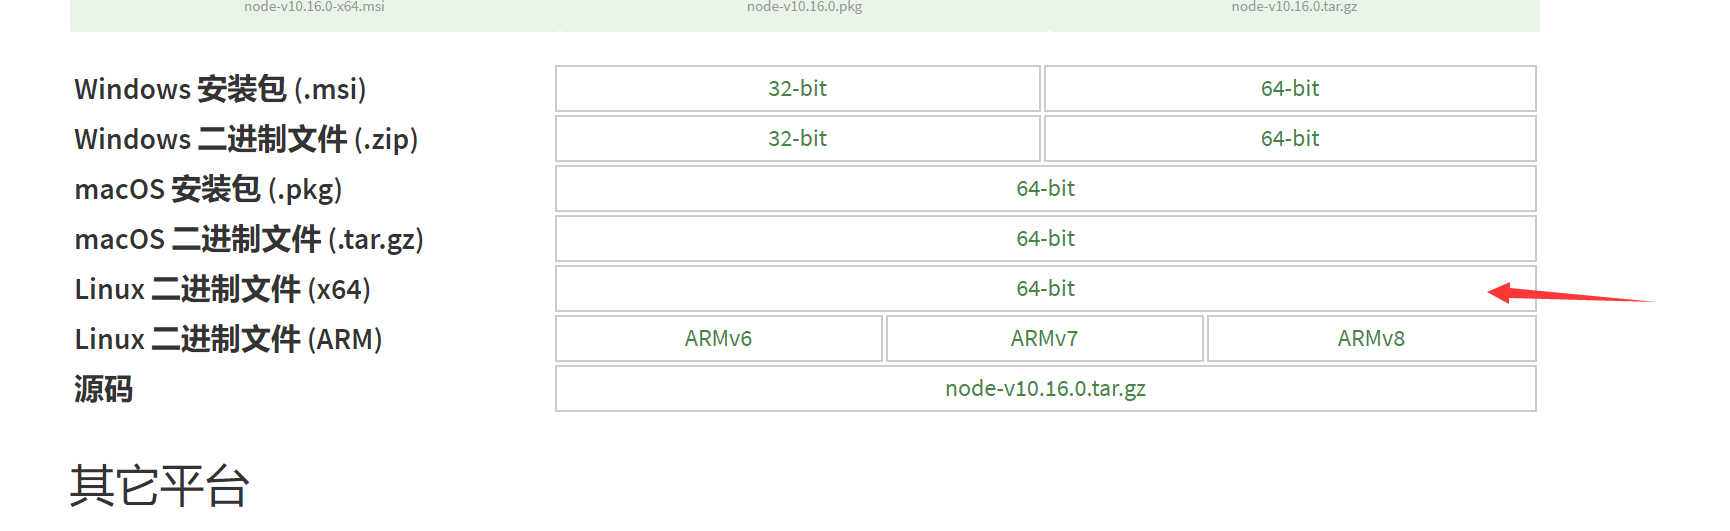 node-v10.16.0-x64.msi node-v10.16.0.pkg node-v10.16.0.tar.gz
Windows 安装包 (.msi) 32-bit 64-bit
Windows 二进制文件 (.zip) 32-bit 64-bit
macOS 安装包 (.pkg) 64-bit
macOS 二进制文件 (.tar.gz) 64-bit
Linux 二进制文件 (x64) 64-bit
Linux 二进制文件 (ARM) ARMv6 ARMv7 ARMv8
源码 node-v10.16.0.tar.gz
其它平台